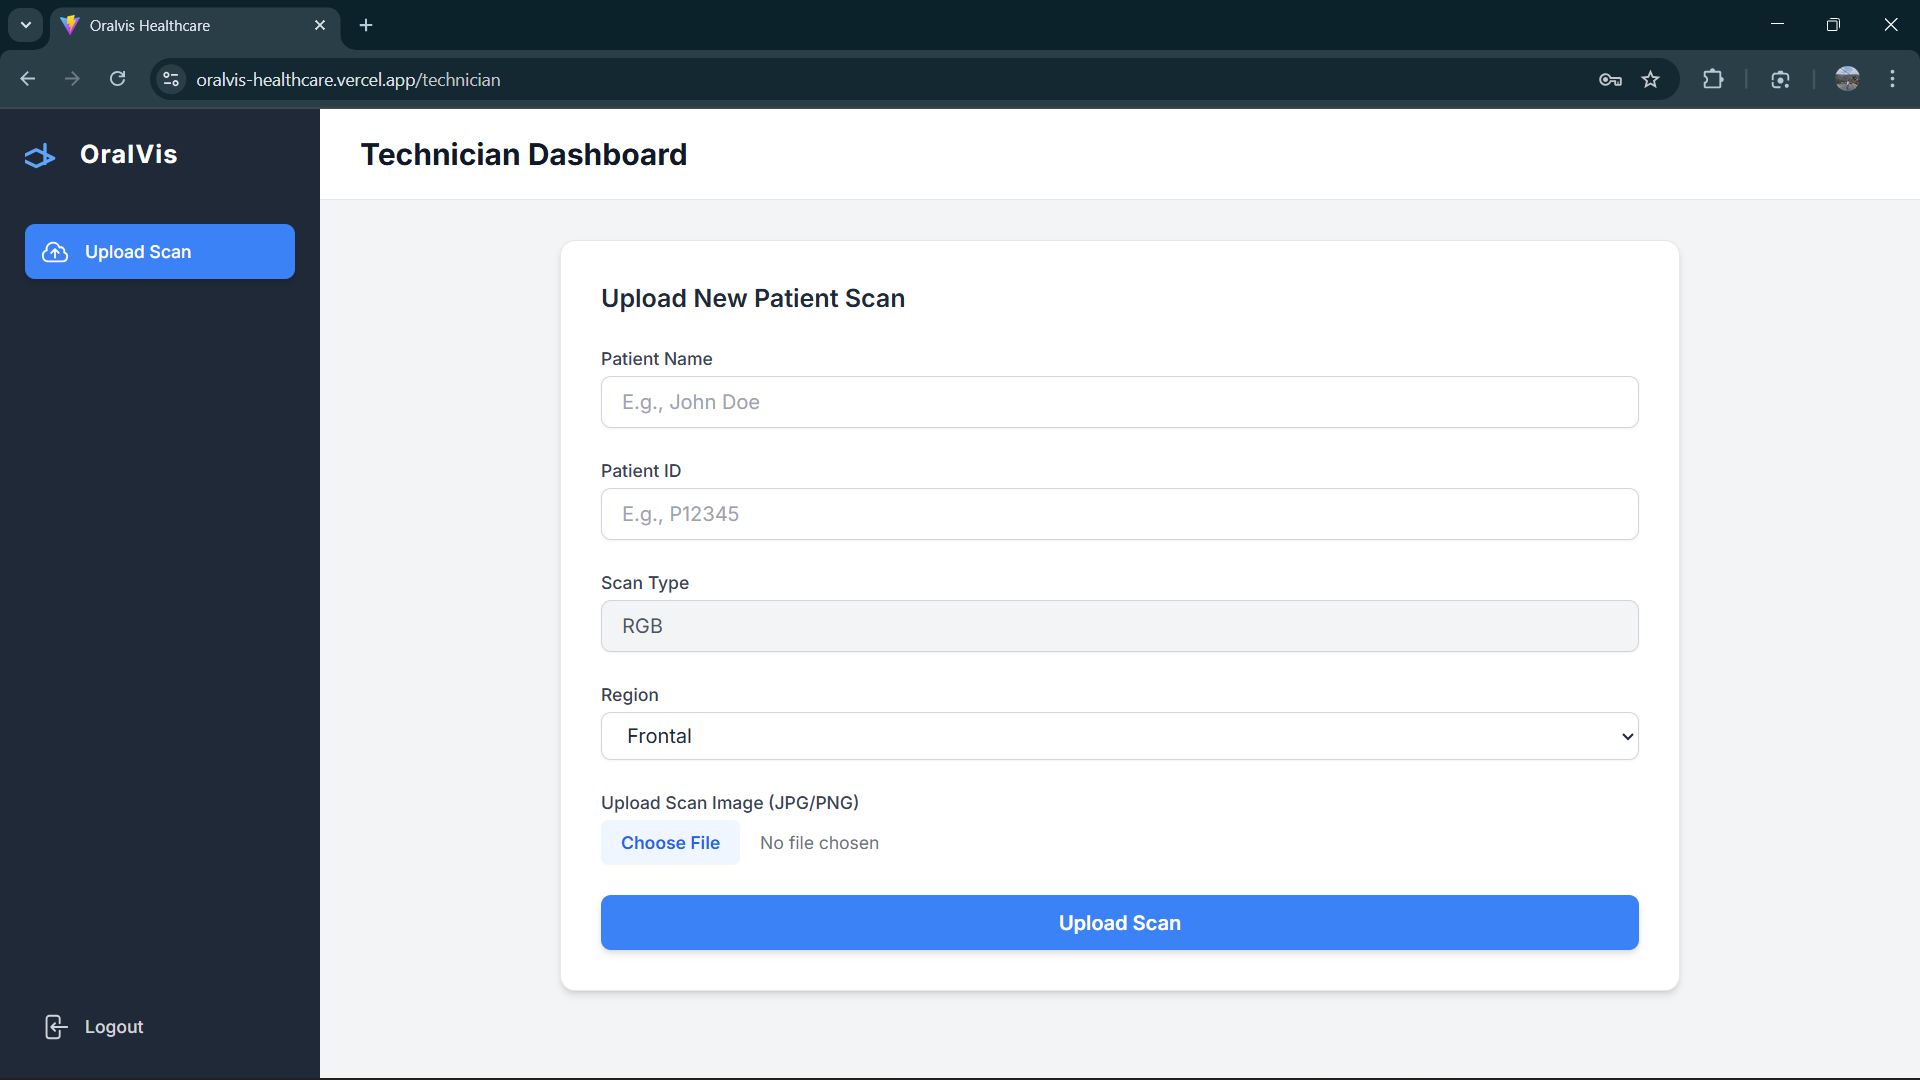 Oralvis Healthcare
oralvis-healthcare.vercel.app/technician
OralVis
Upload Scan
Logout
Technician Dashboard
Upload New Patient Scan
Patient Name
E.g., John Doe
Patient ID
E.g., P12345
Scan Type
RGB
Region
Frontal
Upload Scan Image (JPG/PNG)
Choose File No file chosen
Upload Scan